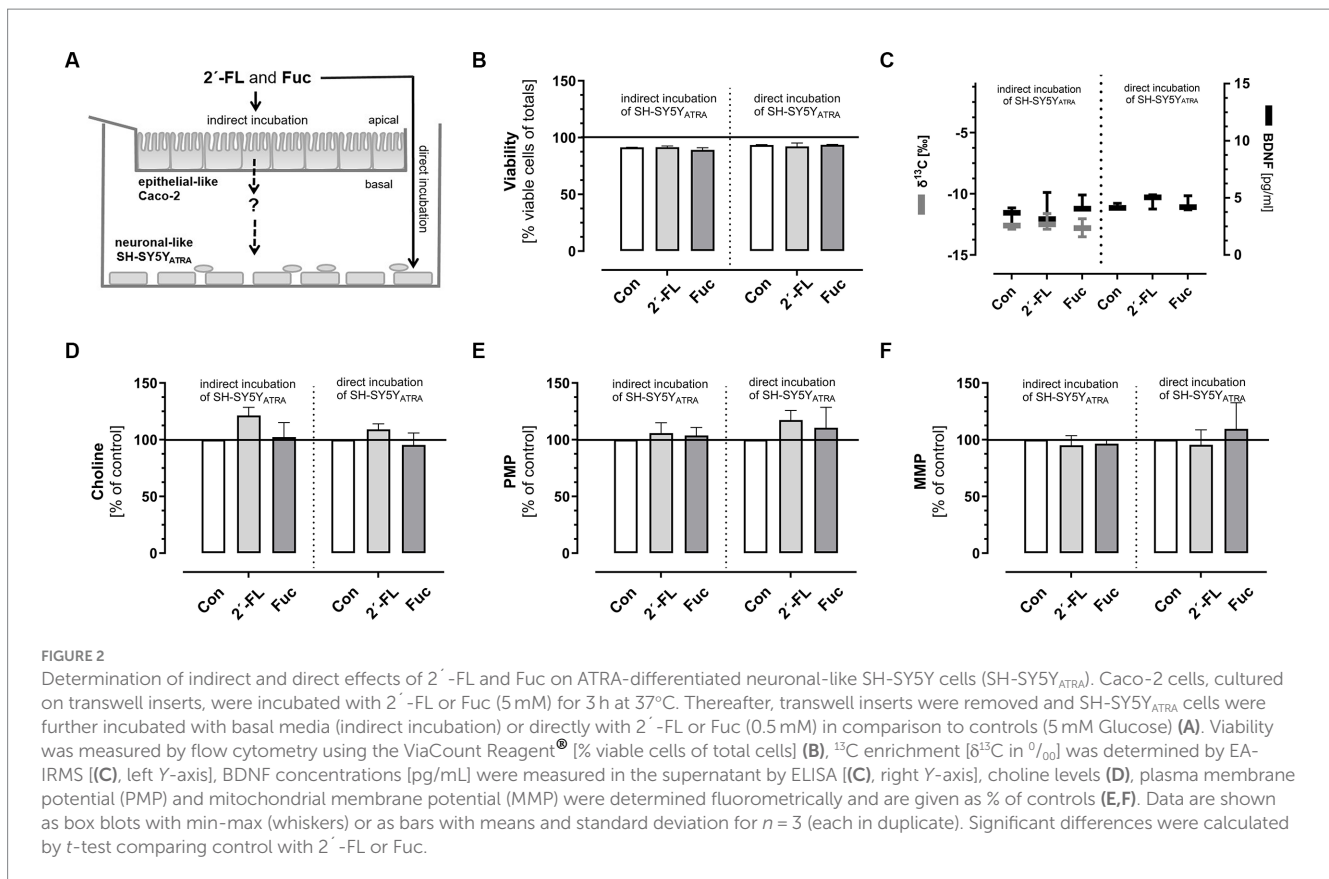 A
2´-FL and Fuc
indirect incubation
apical
direct incubation
epithelial-like
Caco-2
basal
?
neuronal-like
SH-SY5YATRA
B
150
100
50
0
Viability
[% viable cells of totals]
indirect incubation
of SH-SY5YATRA
direct incubation
of SH-SY5YATRA
Con
2´-FL
Fuc
Con
2´-FL
Fuc
C
-5
-10
-15
δ13C [‰]
indirect incubation
of SH-SY5YATRA
direct incubation
of SH-SY5YATRA
15
10
5
0
BDNF
[pg/ml]
Con
2´-FL
Fuc
Con
2´-FL
Fuc
D
150
100
50
0
Choline
[% of control]
indirect incubation
of SH-SY5YATRA
direct incubation
of SH-SY5YATRA
Con
2´-FL
Fuc
Con
2´-FL
Fuc
E
150
100
50
0
PMP
[% of control]
indirect incubation
of SH-SY5YATRA
direct incubation
of SH-SY5YATRA
Con
2´-FL
Fuc
Con
2´-FL
Fuc
F
150
100
50
0
MMP
[% of control]
indirect incubation
of SH-SY5YATRA
direct incubation
of SH-SY5YATRA
Con
2´-FL
Fuc
Con
2´-FL
Fuc
FIGURE 2
Determination of indirect and direct effects of 2´-FL and Fuc on ATRA-differentiated neuronal-like SH-SY5Y cells (SH-SY5YATRA). Caco-2 cells, cultured
on transwell inserts, were incubated with 2´-FL or Fuc (5 mM) for 3 h at 37°C. Thereafter, transwell inserts were removed and SH-SY5YATRA cells were
further incubated with basal media (indirect incubation) or directly with 2´-FL or Fuc (0.5 mM) in comparison to controls (5 mM Glucose) (A). Viability
was measured by flow cytometry using the ViaCount Reagent® [% viable cells of total cells] (B), 13C enrichment [δ13C in 0/00] was determined by EA-
IRMS [(C), left Y-axis], BDNF concentrations [pg/mL] were measured in the supernatant by ELISA [(C), right Y-axis], choline levels (D), plasma membrane
potential (PMP) and mitochondrial membrane potential (MMP) were determined fluorometrically and are given as % of controls (E,F). Data are shown
as box blots with min-max (whiskers) or as bars with means and standard deviation for n = 3 (each in duplicate). Significant differences were calculated
by t-test comparing control with 2´-FL or Fuc.